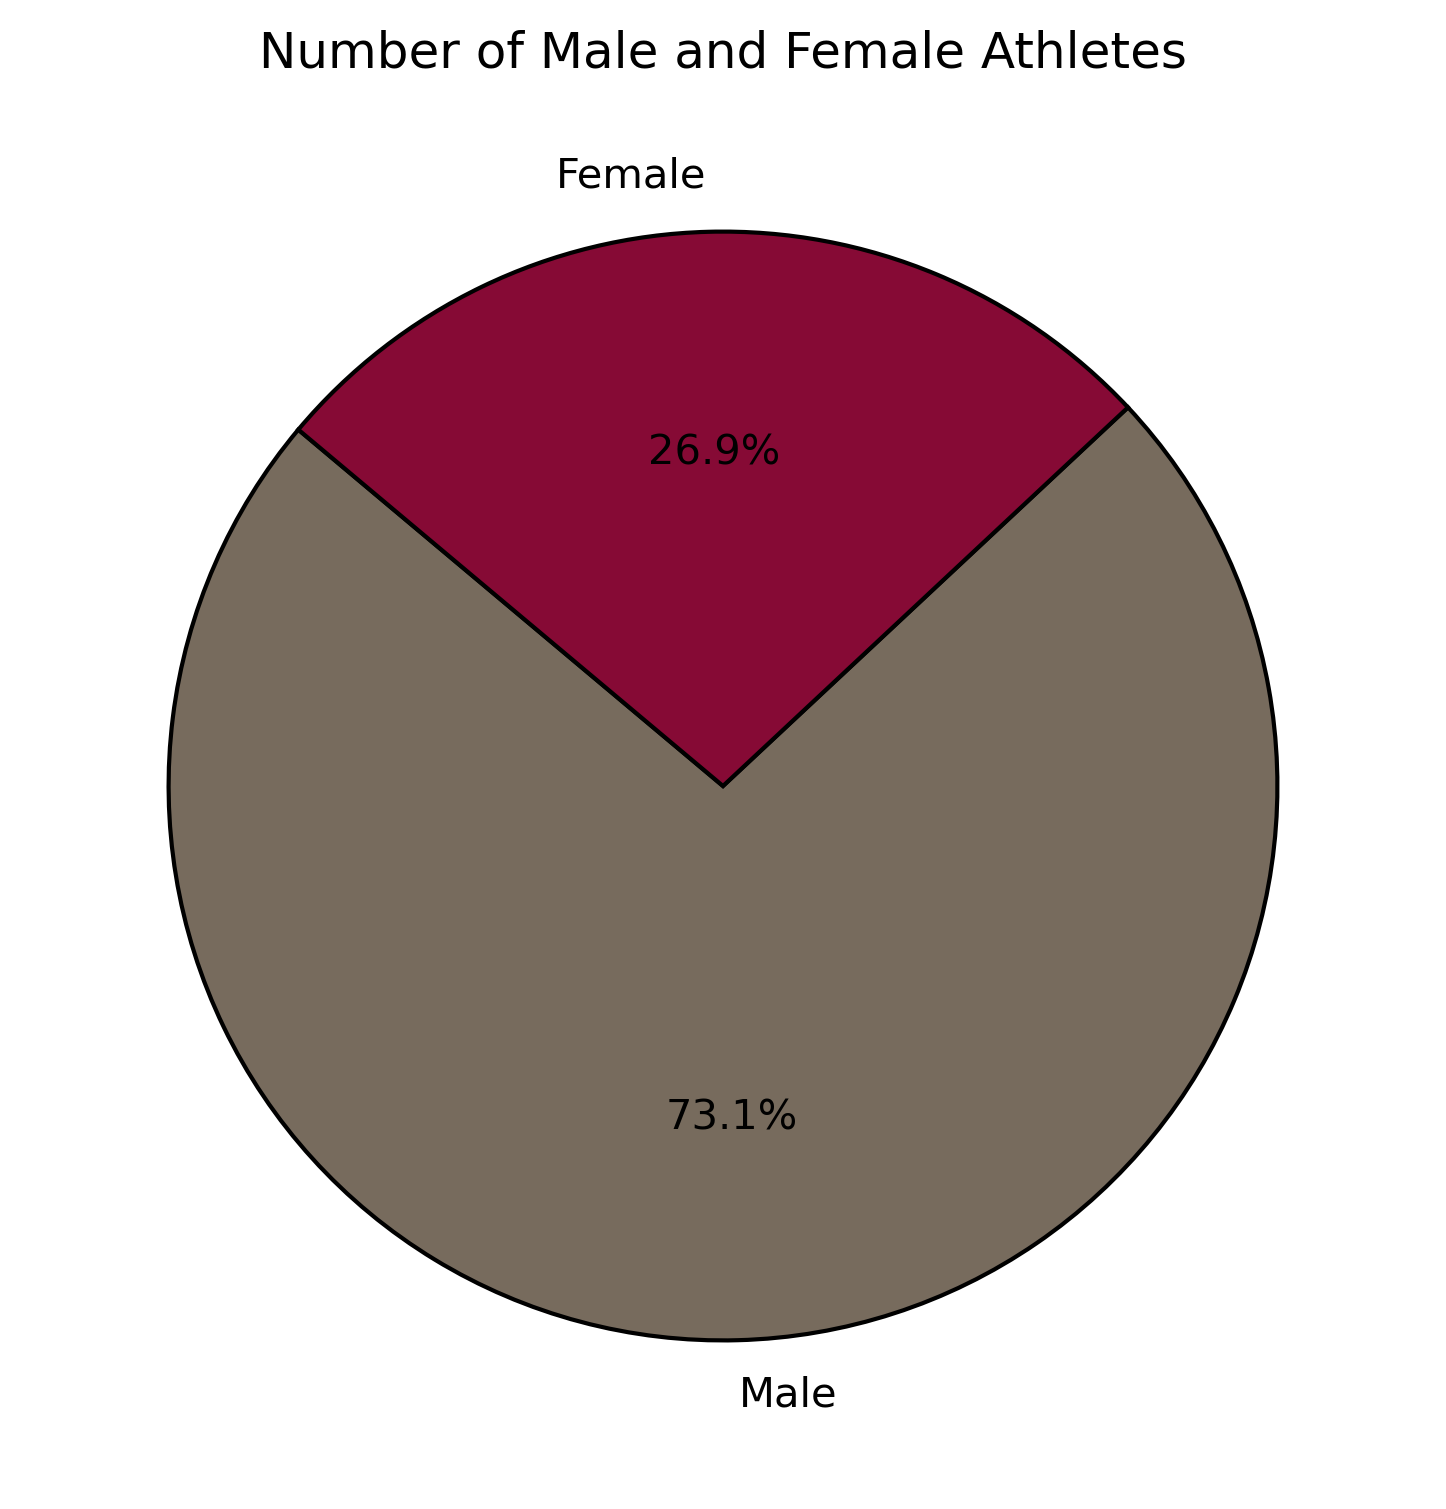 Number of Male and Female Athletes
Female
26.9%
73.1%
Male